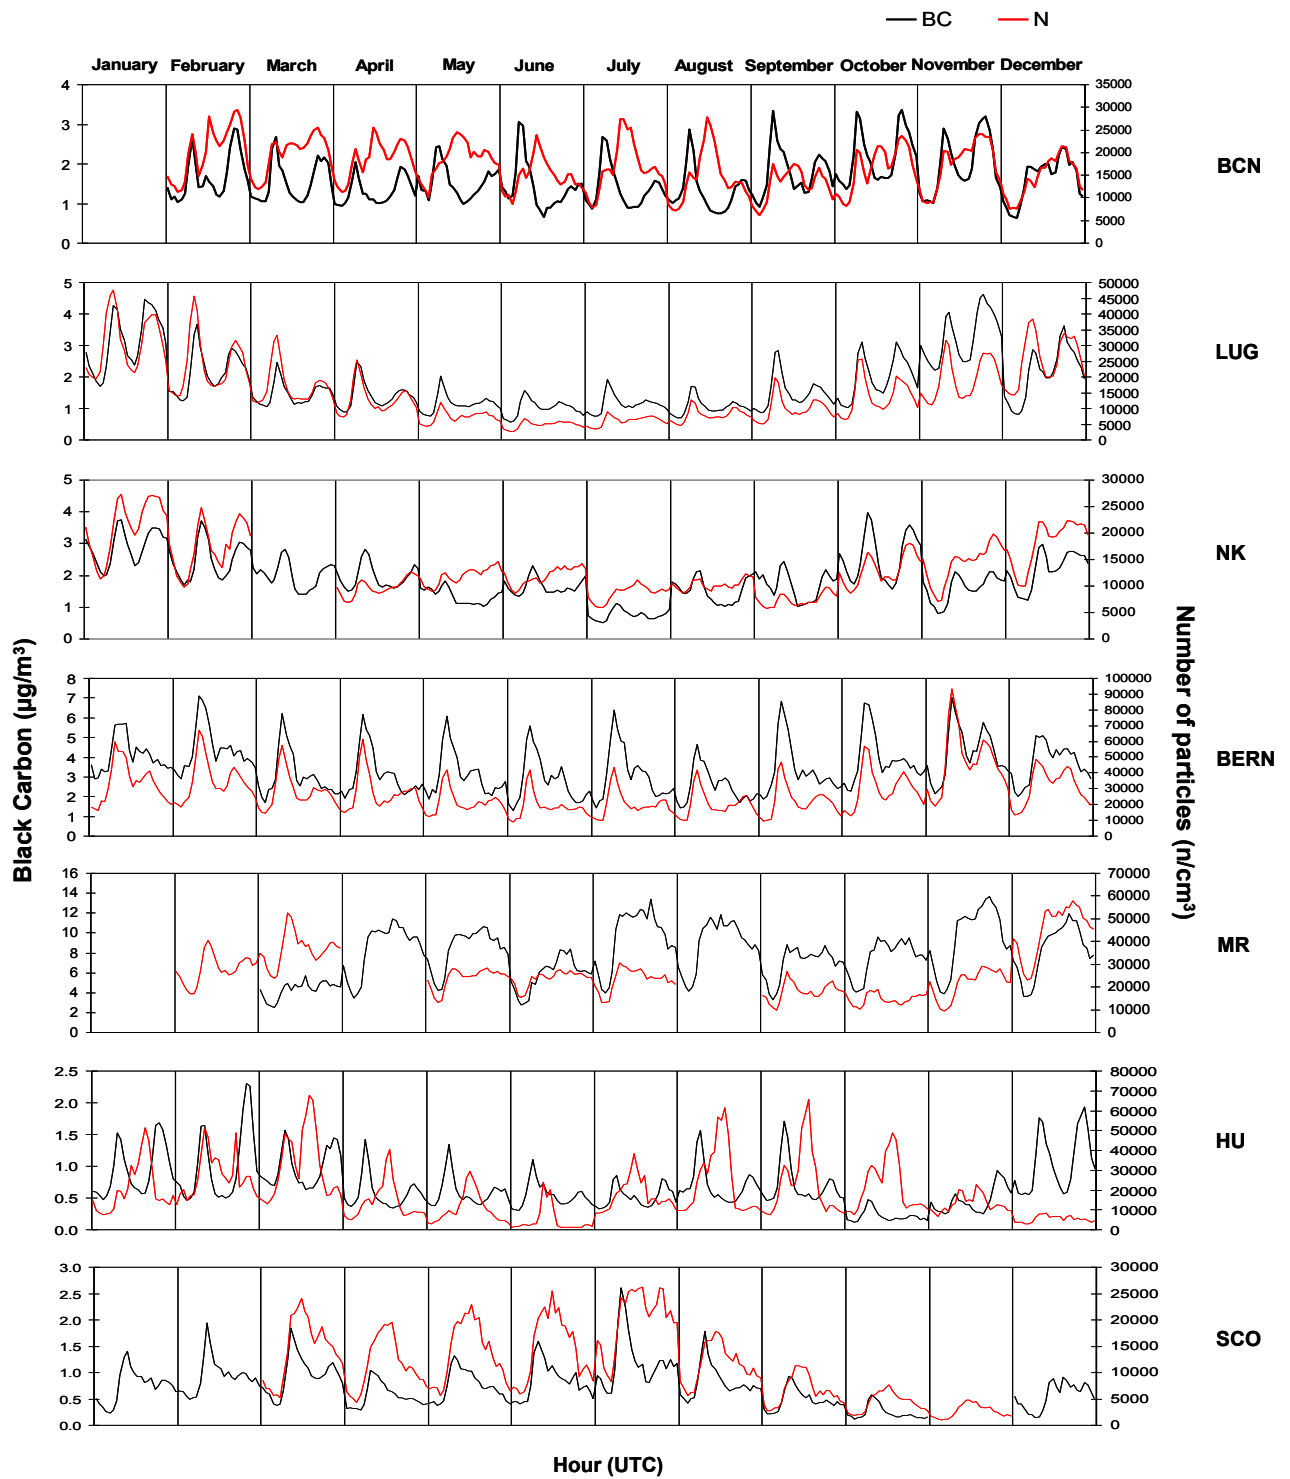 BC N
January February March April May June July August September October November December
4 3 2 1 0
35000 30000 25000 20000 15000 10000 5000 0
BCN
5 4 3 2 1 0
50000 45000 40000 35000 30000 25000 20000 15000 10000 5000 0
LUG
5 4 3 2 1 0
30000 25000 20000 15000 10000 5000 0
NK
8 7 6 5 4 3 2 1 0
100000 90000 80000 70000 60000 50000 40000 30000 20000 10000 0
BERN
16 14 12 10 8 6 4 2 0
70000 60000 50000 40000 30000 20000 10000 0
MR
2.5 2.0 1.5 1.0 0.5 0.0
80000 70000 60000 50000 40000 30000 20000 10000 0
HU
3.0 2.5 2.0 1.5 1.0 0.5 0.0
30000 25000 20000 15000 10000 5000 0
SCO
Black Carbon (µg/m³)
Number of particles (n/cm³)
Hour (UTC)